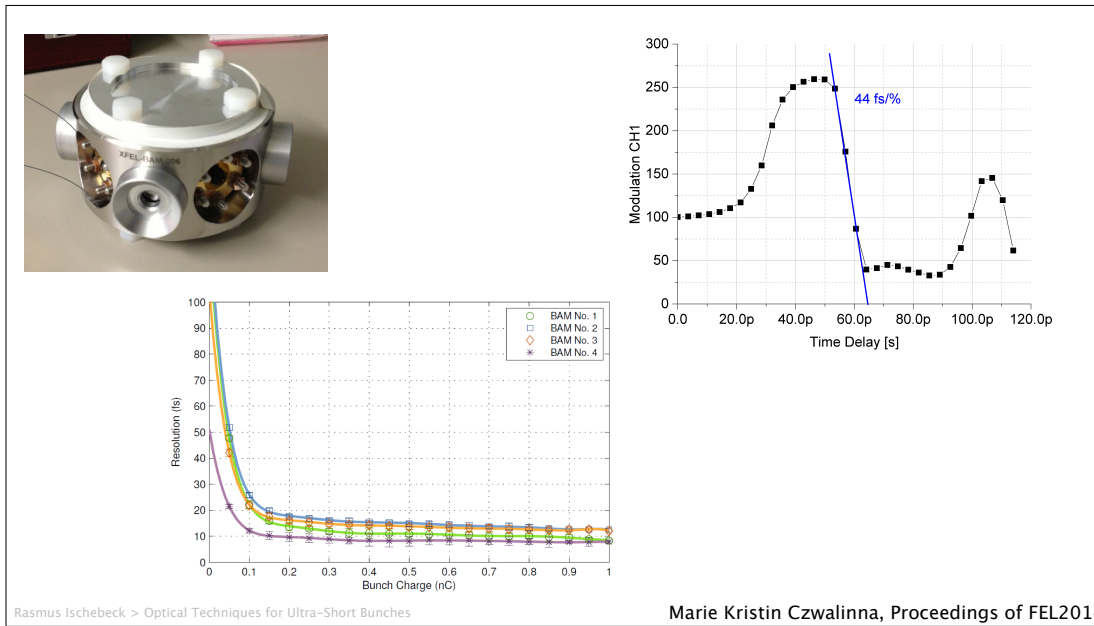 XFEL-BAM 006
300
250
200
150
100
50
0
Modulation CH1
44 fs/%
0.0 20.0p 40.0p 60.0p 80.0p 100.0p 120.0p
Time Delay [s]
100
90
80
70
60
50
40
30
20
10
0
Resolution (fs)
BAM No. 1
BAM No. 2
BAM No. 3
BAM No. 4
0 0.1 0.2 0.3 0.4 0.5 0.6 0.7 0.8 0.9 1
Bunch Charge (nC)
Rasmus Ischebeck > Optical Techniques for Ultra-Short Bunches
Marie Kristin Czwalinna, Proceedings of FEL201